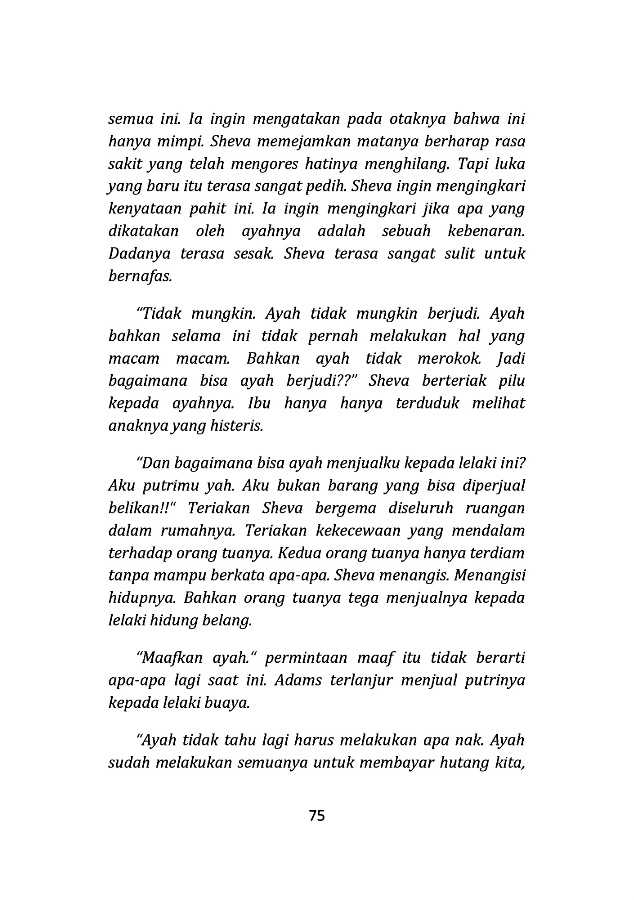 semua ini. Ia ingin mengatakan pada otaknya bahwa ini
hanya mimpi. Sheva memejamkan matanya berharap rasa
sakit yang telah mengores hatinya menghilang. Tapi luka
yang baru itu terasa sangat pedih. Sheva ingin mengingkari
kenyataan pahit ini. Ia ingin mengingkari jika apa yang
dikatakan oleh ayahnya adalah sebuah kebenaran.
Dadanya terasa sesak. Sheva terasa sangat sulit untuk
bernafas.
“Tidak mungkin. Ayah tidak mungkin berjudi. Ayah
bahkan selama ini tidak pernah melakukan hal yang
macam macam. Bahkan ayah tidak merokok. Jadi
bagaimana bisa ayah berjudi??” Sheva berteriak pilu
kepada ayahnya. Ibu hanya hanya terduduk melihat
anaknya yang histeris.
“Dan bagaimana bisa ayah menjualku kepada lelaki ini?
Aku putrimu yah. Aku bukan barang yang bisa diperjual
belikan!!“ Teriakan Sheva bergema diseluruh ruangan
dalam rumahnya. Teriakan kekecewaan yang mendalam
terhadap orang tuanya. Kedua orang tuanya hanya terdiam
tanpa mampu berkata apa-apa. Sheva menangis. Menangisi
hidupnya. Bahkan orang tuanya tega menjualnya kepada
lelaki hidung belang.
“Maafkan ayah.“ permintaan maaf itu tidak berarti
apa-apa lagi saat ini. Adams terlanjur menjual putrinya
kepada lelaki buaya.
“Ayah tidak tahu lagi harus melakukan apa nak. Ayah
sudah melakukan semuanya untuk membayar hutang kita,
75